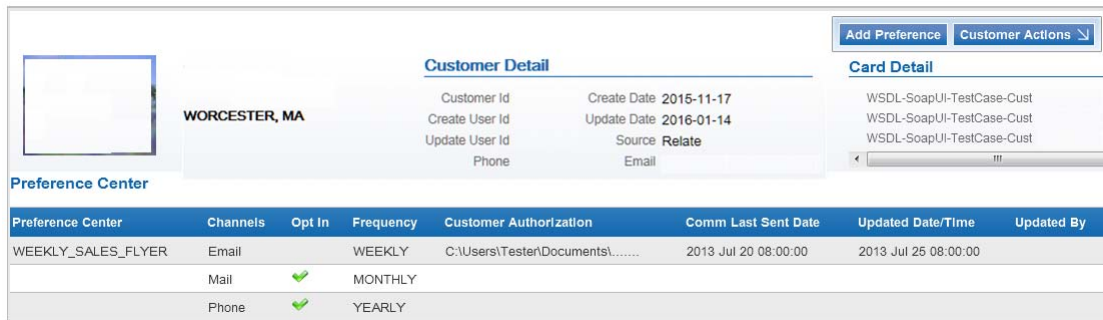 Add Preference Customer Actions
Customer Detail Card Detail
Customer Id Create Date 2015-11-17 WSDL-SoapUI-TestCase-Cust
WORCESTER, MA Create User Id Update Date 2016-01-14 WSDL-SoapUI-TestCase-Cust
Update User Id Source Relate WSDL-SoapUI-TestCase-Cust
Phone Email
Preference Center
Preference Center Channels Opt In Frequency Customer Authorization Comm Last Sent Date Updated Date/Time Updated By
WEEKLY_SALES_FLYER Email WEEKLY C:\Users\Tester\Documents\....... 2013 Jul 20 08:00:00 2013 Jul 25 08:00:00
Mail MONTHLY
Phone YEARLY